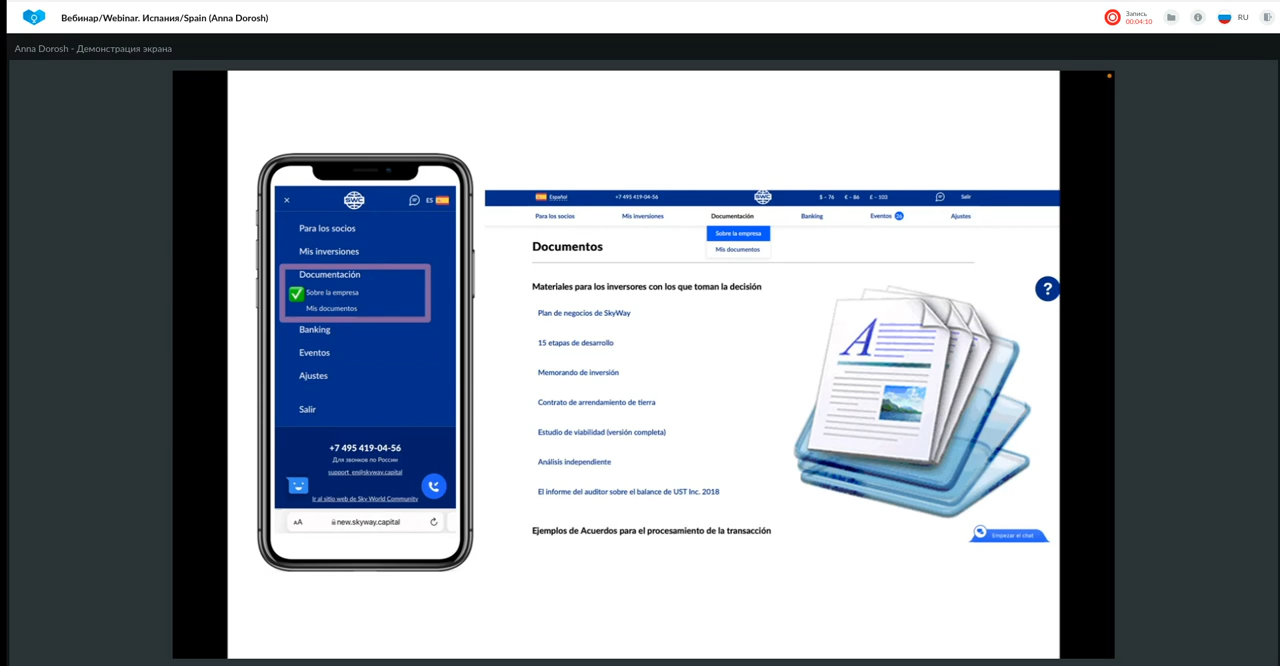 Вебинар/Webinar. Испания/Spain (Anna Dorosh)
Запись
00:04:10
RU
Anna Dorosh - Демонстрация экрана
SWC
ES
Para los socios
Mis inversiones
Documentación
Sobre la empresa
Mis documentos
Banking
Eventos
Ajustes
Salir
+7 495 419-04-56
Для звонков по России
support_en@skyway.capital
Ir al sitio web de Sky World Community
AA new.skyway.capital
Español +7 495 419-04-56 SWC $ - 76 € - 86 £ - 103 Salir
Para los socios Mis inversiones Documentación Banking Eventos Ajustes
Sobre la empresa
Mis documentos
Documentos
Materiales para los inversores con los que toman la decisión
Plan de negocios de SkyWay
15 etapas de desarrollo
Memorando de inversión
Contrato de arrendamiento de tierra
Estudio de viabilidad (versión completa)
Análisis independiente
El informe del auditor sobre el balance de UST Inc. 2018
Ejemplos de Acuerdos para el procesamiento de la transacción
?
A
Empezar el chat